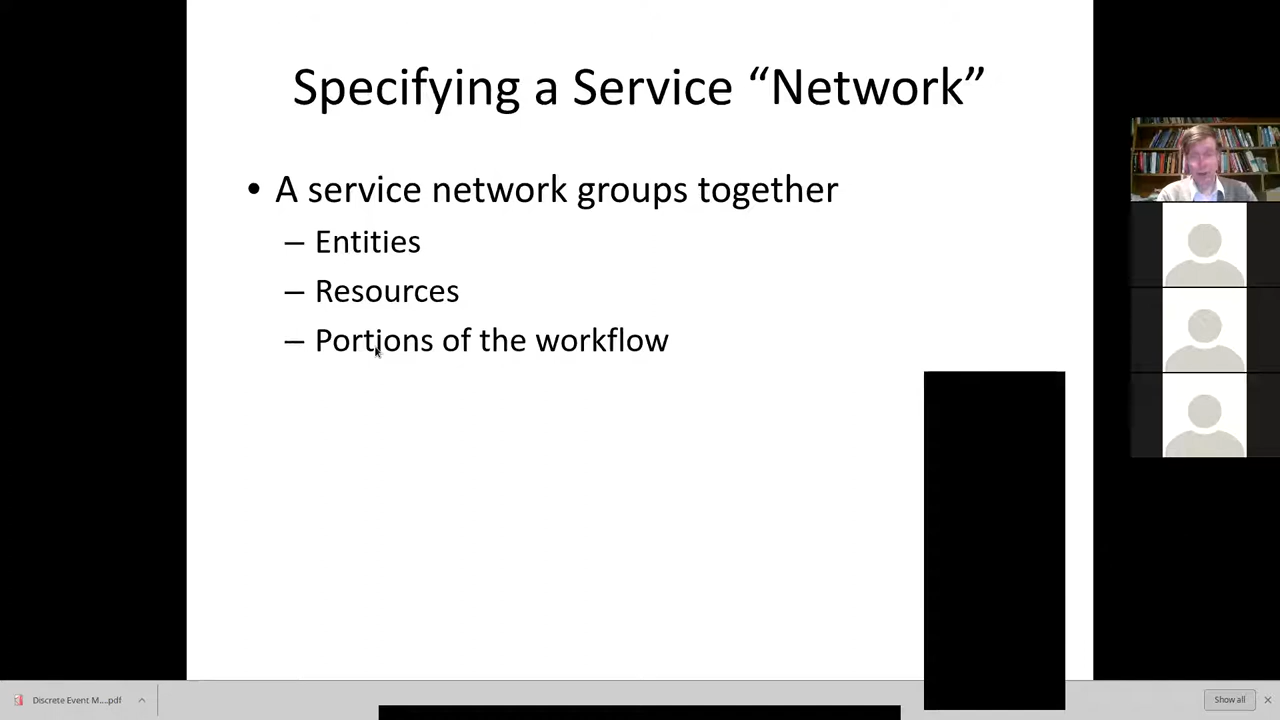 Specifying a Service “Network”
• A service network groups together
– Entities
– Resources
– Portions of the workflow
Discrete Event M....pdf
Show all